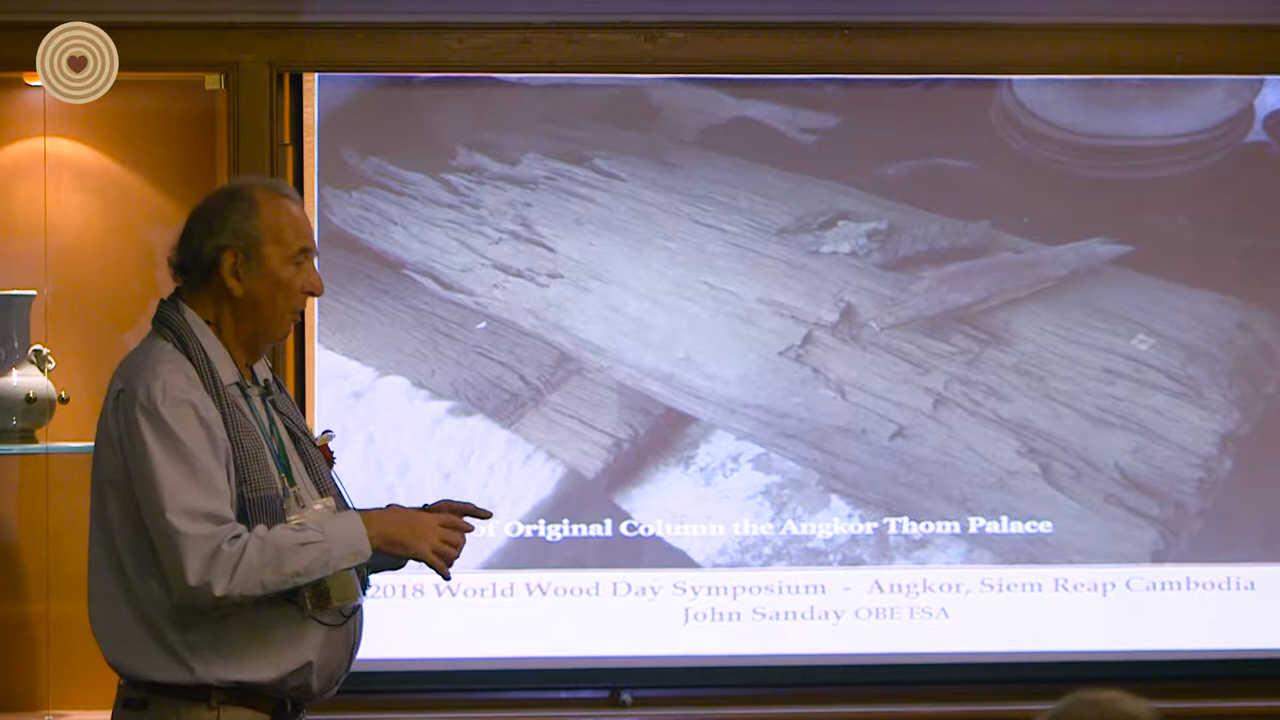 of Original Column the Angkor Thom Palace
2018 World Wood Day Symposium - Angkor, Siem Reap Cambodia
John Sanday OBE FSA